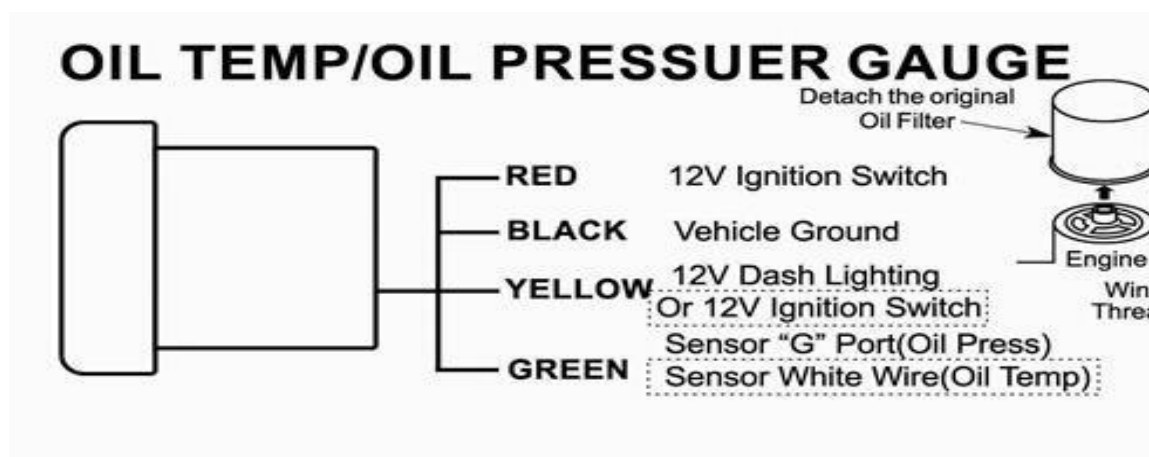 OIL TEMP/OIL PRESSUER GAUGE
Detach the original
Oil Filter
RED 12V Ignition Switch
BLACK Vehicle Ground
YELLOW 12V Dash Lighting
Or 12V Ignition Switch
GREEN Sensor “G” Port(Oil Press)
Sensor White Wire(Oil Temp)
Engine